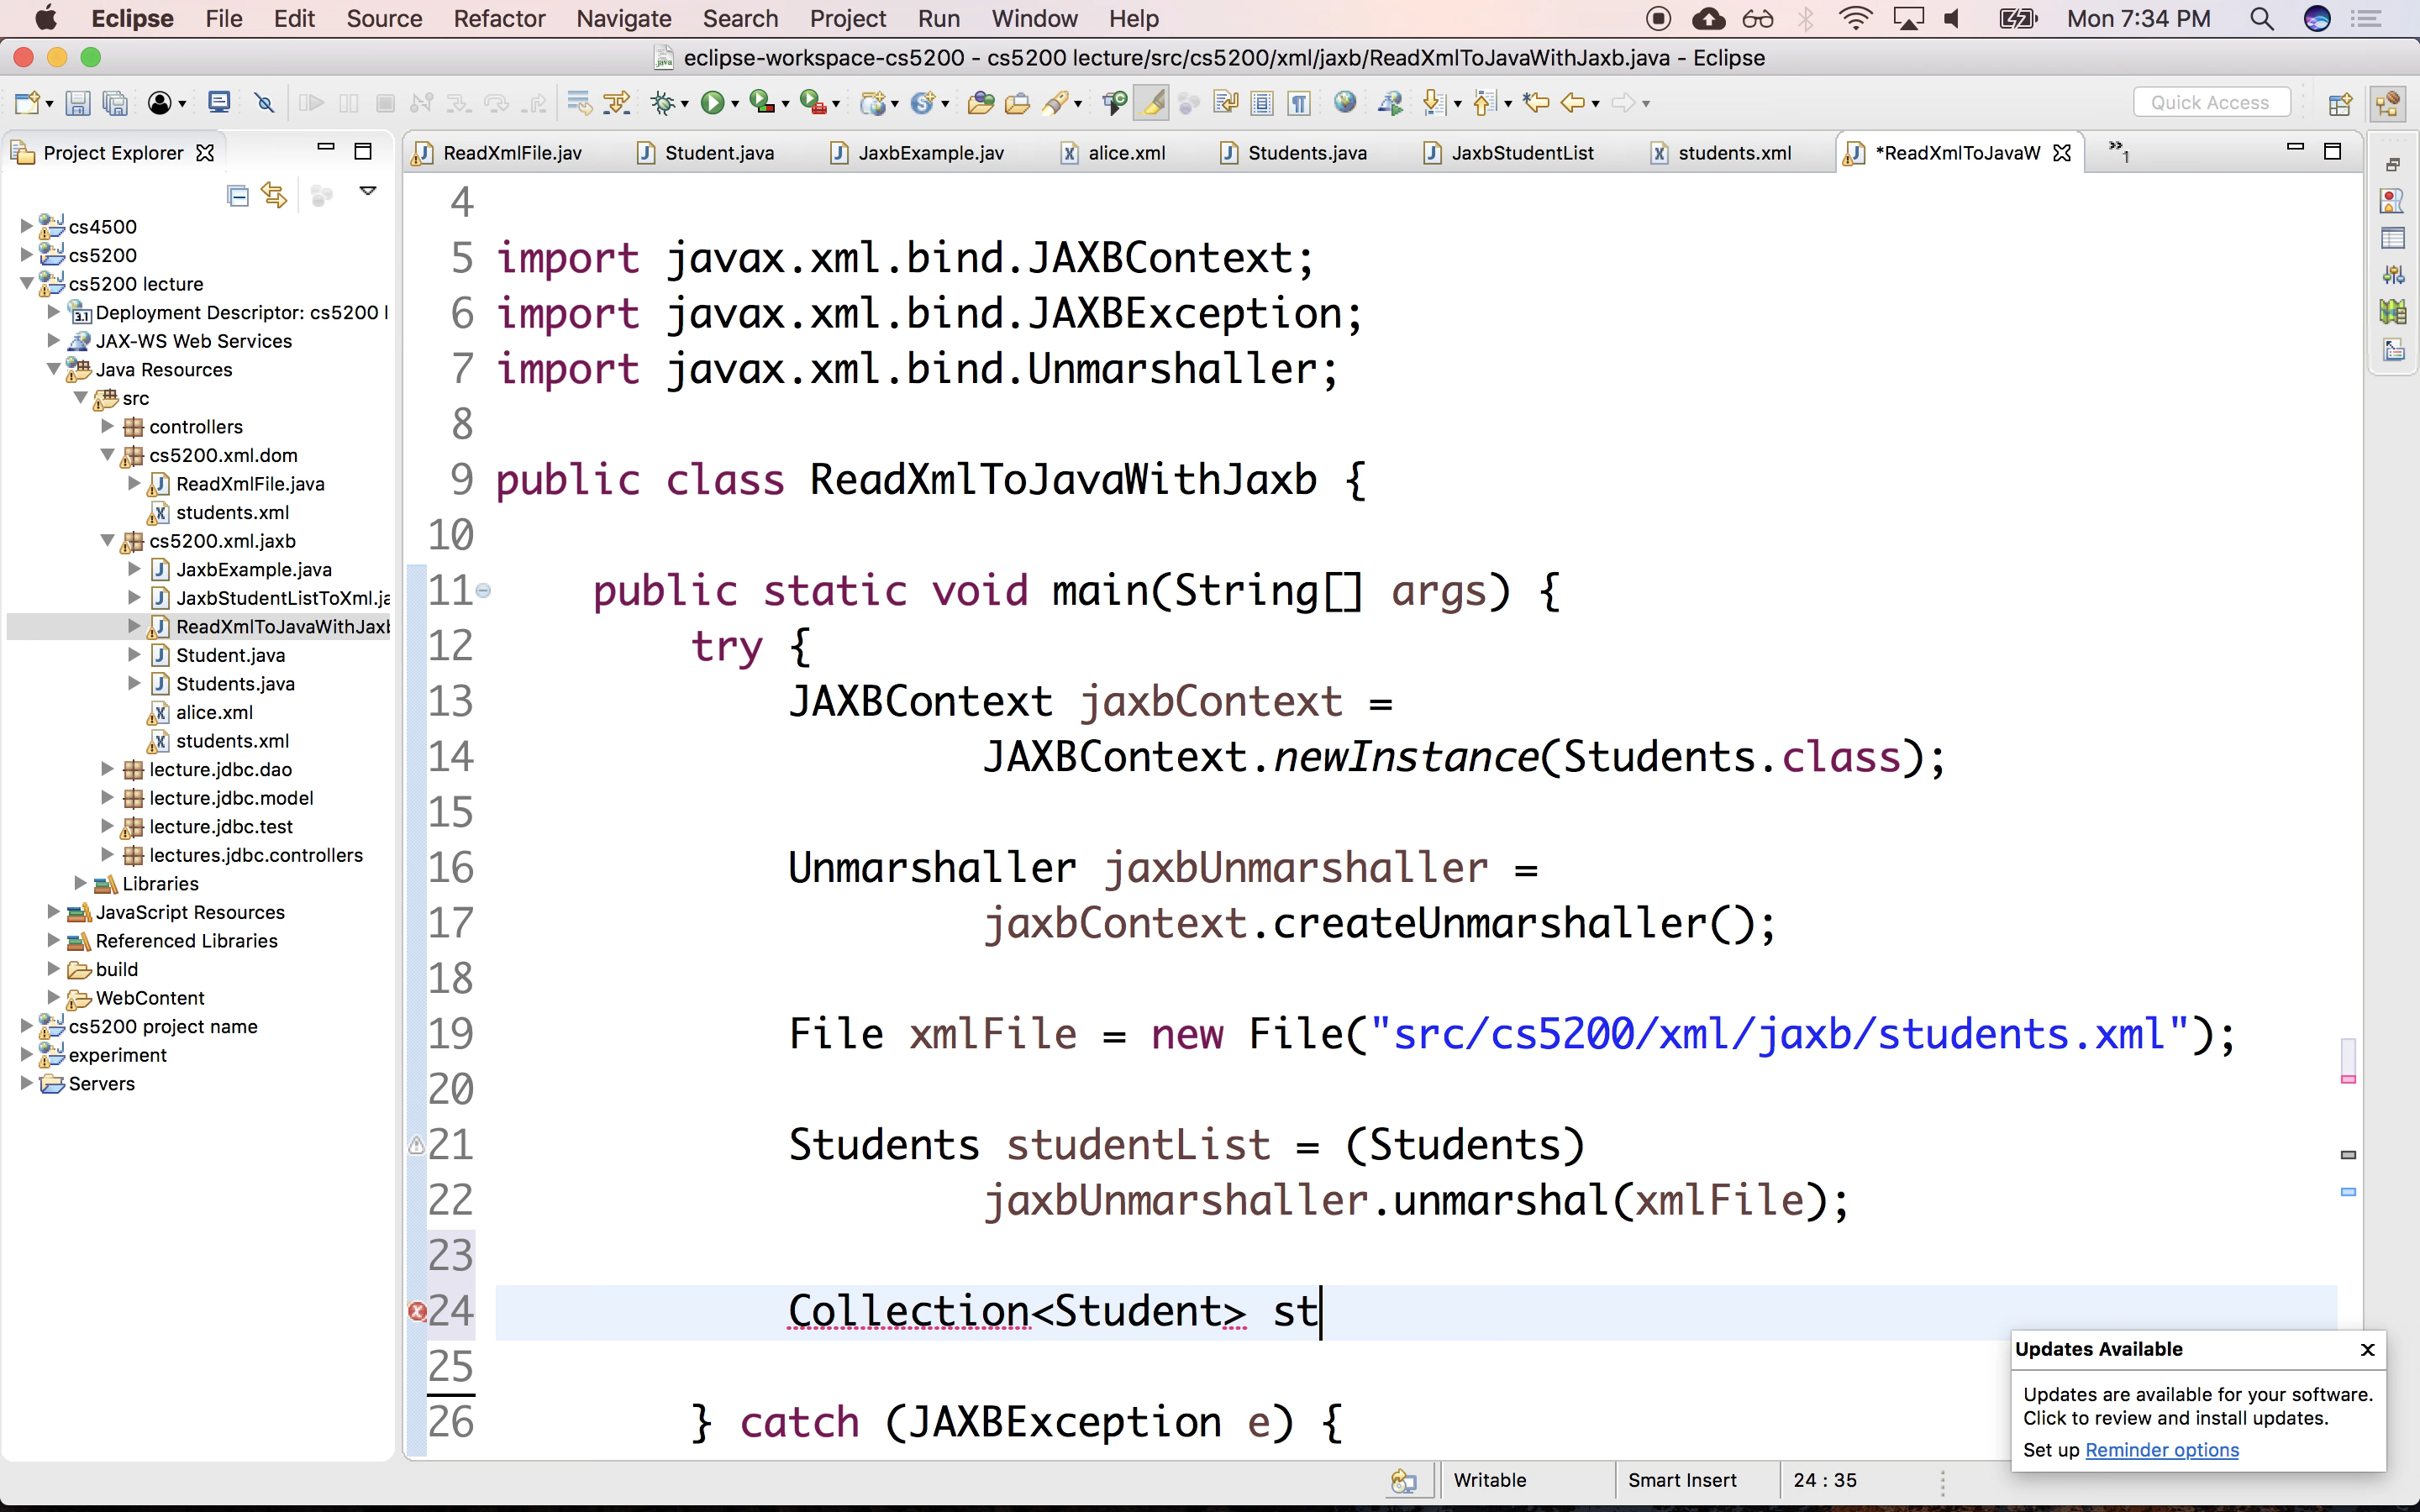 Eclipse File Edit Source Refactor Navigate Search Project Run Window Help Mon 7:34 PM
eclipse-workspace-cs5200 - cs5200 lecture/src/cs5200/xml/jaxb/ReadXmlToJavaWithJaxb.java - Eclipse
Quick Access
Project Explorer
ReadXmlFile.jav Student.java JaxbExample.jav alice.xml Students.java JaxbStudentList students.xml *ReadXmlToJavaW »1
cs4500
cs5200
cs5200 lecture
Deployment Descriptor: cs5200 l
JAX-WS Web Services
Java Resources
src
controllers
cs5200.xml.dom
ReadXmlFile.java
students.xml
cs5200.xml.jaxb
JaxbExample.java
JaxbStudentListToXml.ja
ReadXmlToJavaWithJaxb
Student.java
Students.java
alice.xml
students.xml
lecture.jdbc.dao
lecture.jdbc.model
lecture.jdbc.test
lectures.jdbc.controllers
Libraries
JavaScript Resources
Referenced Libraries
build
WebContent
cs5200 project name
experiment
Servers
4
5 import javax.xml.bind.JAXBContext;
6 import javax.xml.bind.JAXBException;
7 import javax.xml.bind.Unmarshaller;
8
9 public class ReadXmlToJavaWithJaxb {
10
11 public static void main(String[] args) {
12 try {
13 JAXBContext jaxbContext =
14 JAXBContext.newInstance(Students.class);
15
16 Unmarshaller jaxbUnmarshaller =
17 jaxbContext.createUnmarshaller();
18
19 File xmlFile = new File("src/cs5200/xml/jaxb/students.xml");
20
21 Students studentList = (Students)
22 jaxbUnmarshaller.unmarshal(xmlFile);
23
24 Collection<Student> st
25
26 } catch (JAXBException e) {
Updates Available x
Updates are available for your software.
Click to review and install updates.
Set up Reminder options
Writable Smart Insert 24 : 35